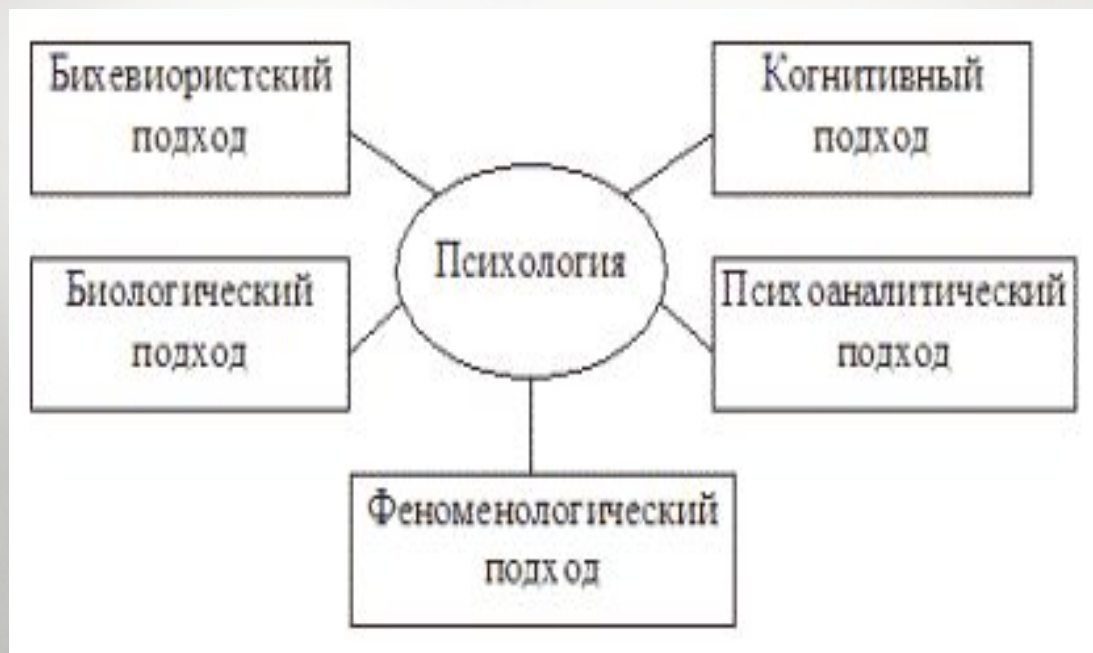 Бихевиористский
подход
Когнитивный
подход
Психология
Биологический
подход
Психоаналитический
подход
Феноменологический
подход